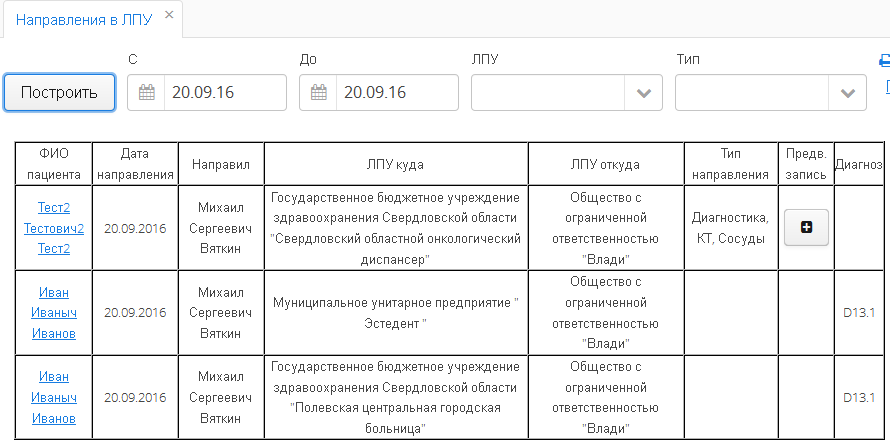 Направления в ЛПУ ×
С
До
ЛПУ
Тип
Построить
20.09.16
20.09.16
ФИО
пациента
Дата
направления
Направил
ЛПУ куда
ЛПУ откуда
Тип
направления
Предв.
запись
Диагноз
Тест2
Тестович2
Тест2
20.09.2016
Михаил
Сергеевич
Вяткин
Государственное бюджетное учреждение
здравоохранения Свердловской области
"Свердловский областной онкологический
диспансер"
Общество с
ограниченной
ответственностью
"Влади"
Диагностика,
КТ, Сосуды
Иван
Иваныч
Иванов
20.09.2016
Михаил
Сергеевич
Вяткин
Муниципальное унитарное предприятие "
Эстедент "
Общество с
ограниченной
ответственностью
"Влади"
D13.1
Иван
Иваныч
Иванов
20.09.2016
Михаил
Сергеевич
Вяткин
Государственное бюджетное учреждение
здравоохранения Свердловской области
"Полевская центральная городская
больница"
Общество с
ограниченной
ответственностью
"Влади"
D13.1